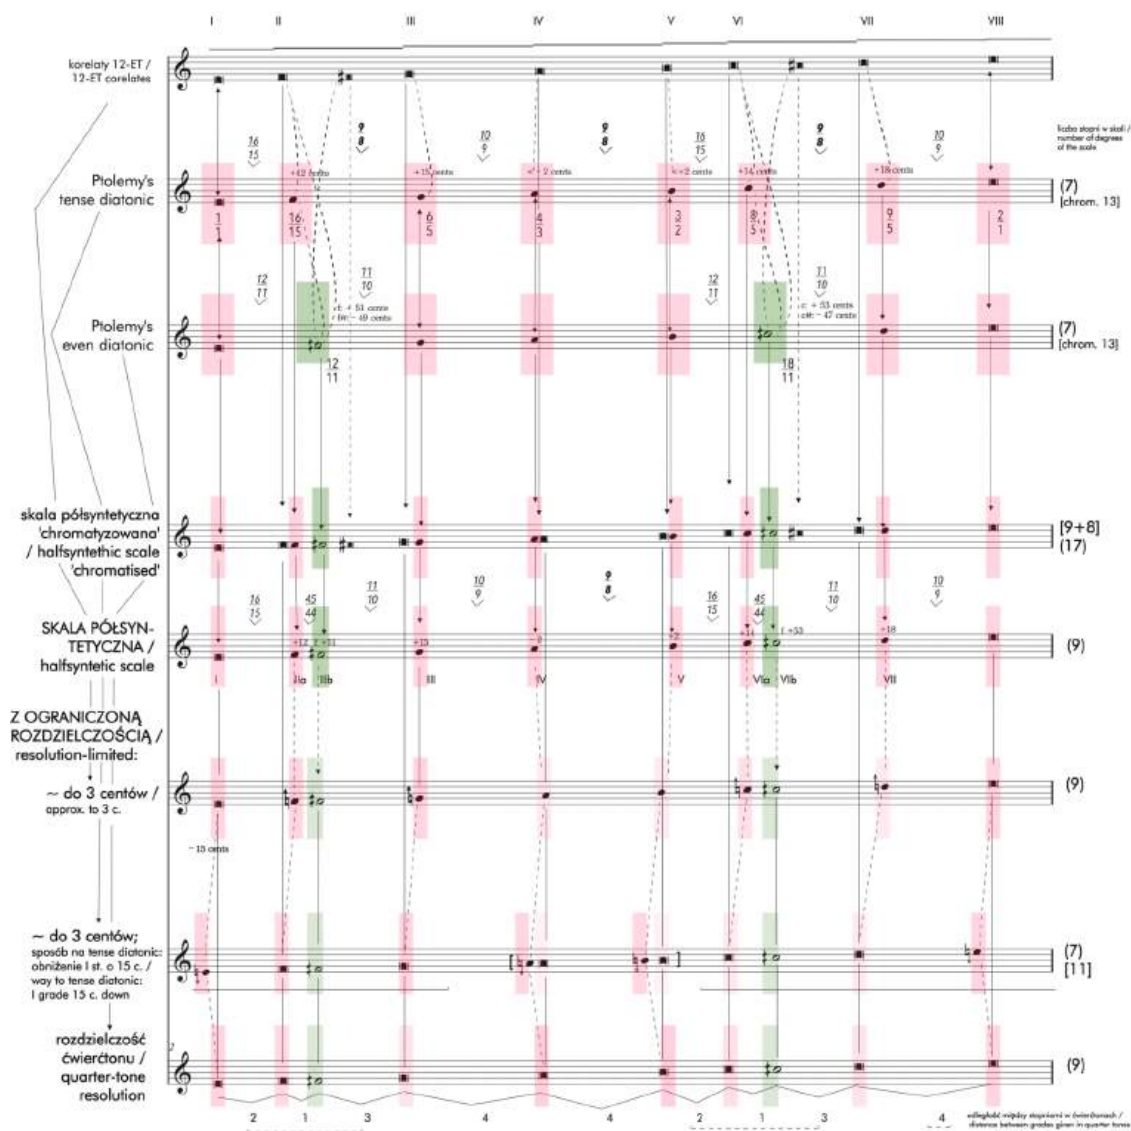 I II III IV V VI VII VIII
korelaty 12-ET /
12-ET corelates
16/15 9/8 10/9 9/8 16/15 9/8 10/9
liczba stopni w skali /
number of degrees
of the scale
+12 cents +15 cents - 2 cents +2 cents +14 cents +18 cents
Ptolemy's
tense diatonic
(7)
[chrom. 13]
1/1 16/15 6/5 4/3 3/2 8/5 9/5 2/1
12/11 11/10 12/11 11/10
+ 51 cents
- 49 cents
+ 53 cents
- 47 cents
Ptolemy's
even diatonic
(7)
[chrom. 13]
12/11 18/11
skala półsyntetyczna
'chromatyzowana'
/ halfsynthethic scale
'chromatised'
[9+8]
(17)
16/15 45/44 11/10 10/9 9/8 16/15 45/44 11/10 10/9
SKALA PÓŁSYN-
TETYCZNA /
halfsyntetic scale
+12 +51 +15 - 2 +2 +14 +53 +18
(9)
I IIa IIb III IV V VIa VIIb VII
Z OGRANICZONĄ
ROZDZIELCZOŚCIĄ /
resolution-limited:
~ do 3 centów /
approx. to 3 c.
(9)
- 15 cents
~ do 3 centów;
sposób na tense diatonic:
obniżenie I st. o 15 c. /
way to tense diatonic:
I grade 15 c. down
(7)
[11]
rozdzielczość
ćwierćtonu /
quarter-tone
resolution
2
(9)
2 1 3 4 4 2 1 3 4
odległość między stopniami w ćwierćtonach /
distance between grades given in quarter tones